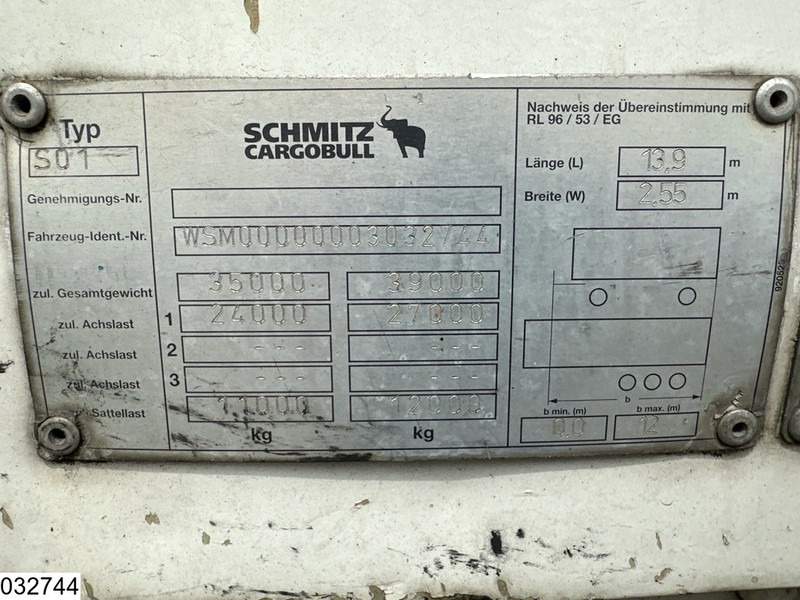 Typ
S01
SCHMITZ
CARGOBULL
Nachweis der Übereinstimmung mit
RL 96 / 53 / EG
Länge (L) 13.9 m
Breite (W) 2.55 m
Genehmigungs-Nr.
Fahrzeug-Ident.-Nr. WSM00000003032744
zul. Gesamtgewicht 35000 39000
zul. Achslast 1 24000 27000
zul. Achslast 2 --- ---
zul. Achslast 3 --- ---
Sattellast 11000 12000
kg kg
b
b min. (m) b max. (m)
0.0 12
032744